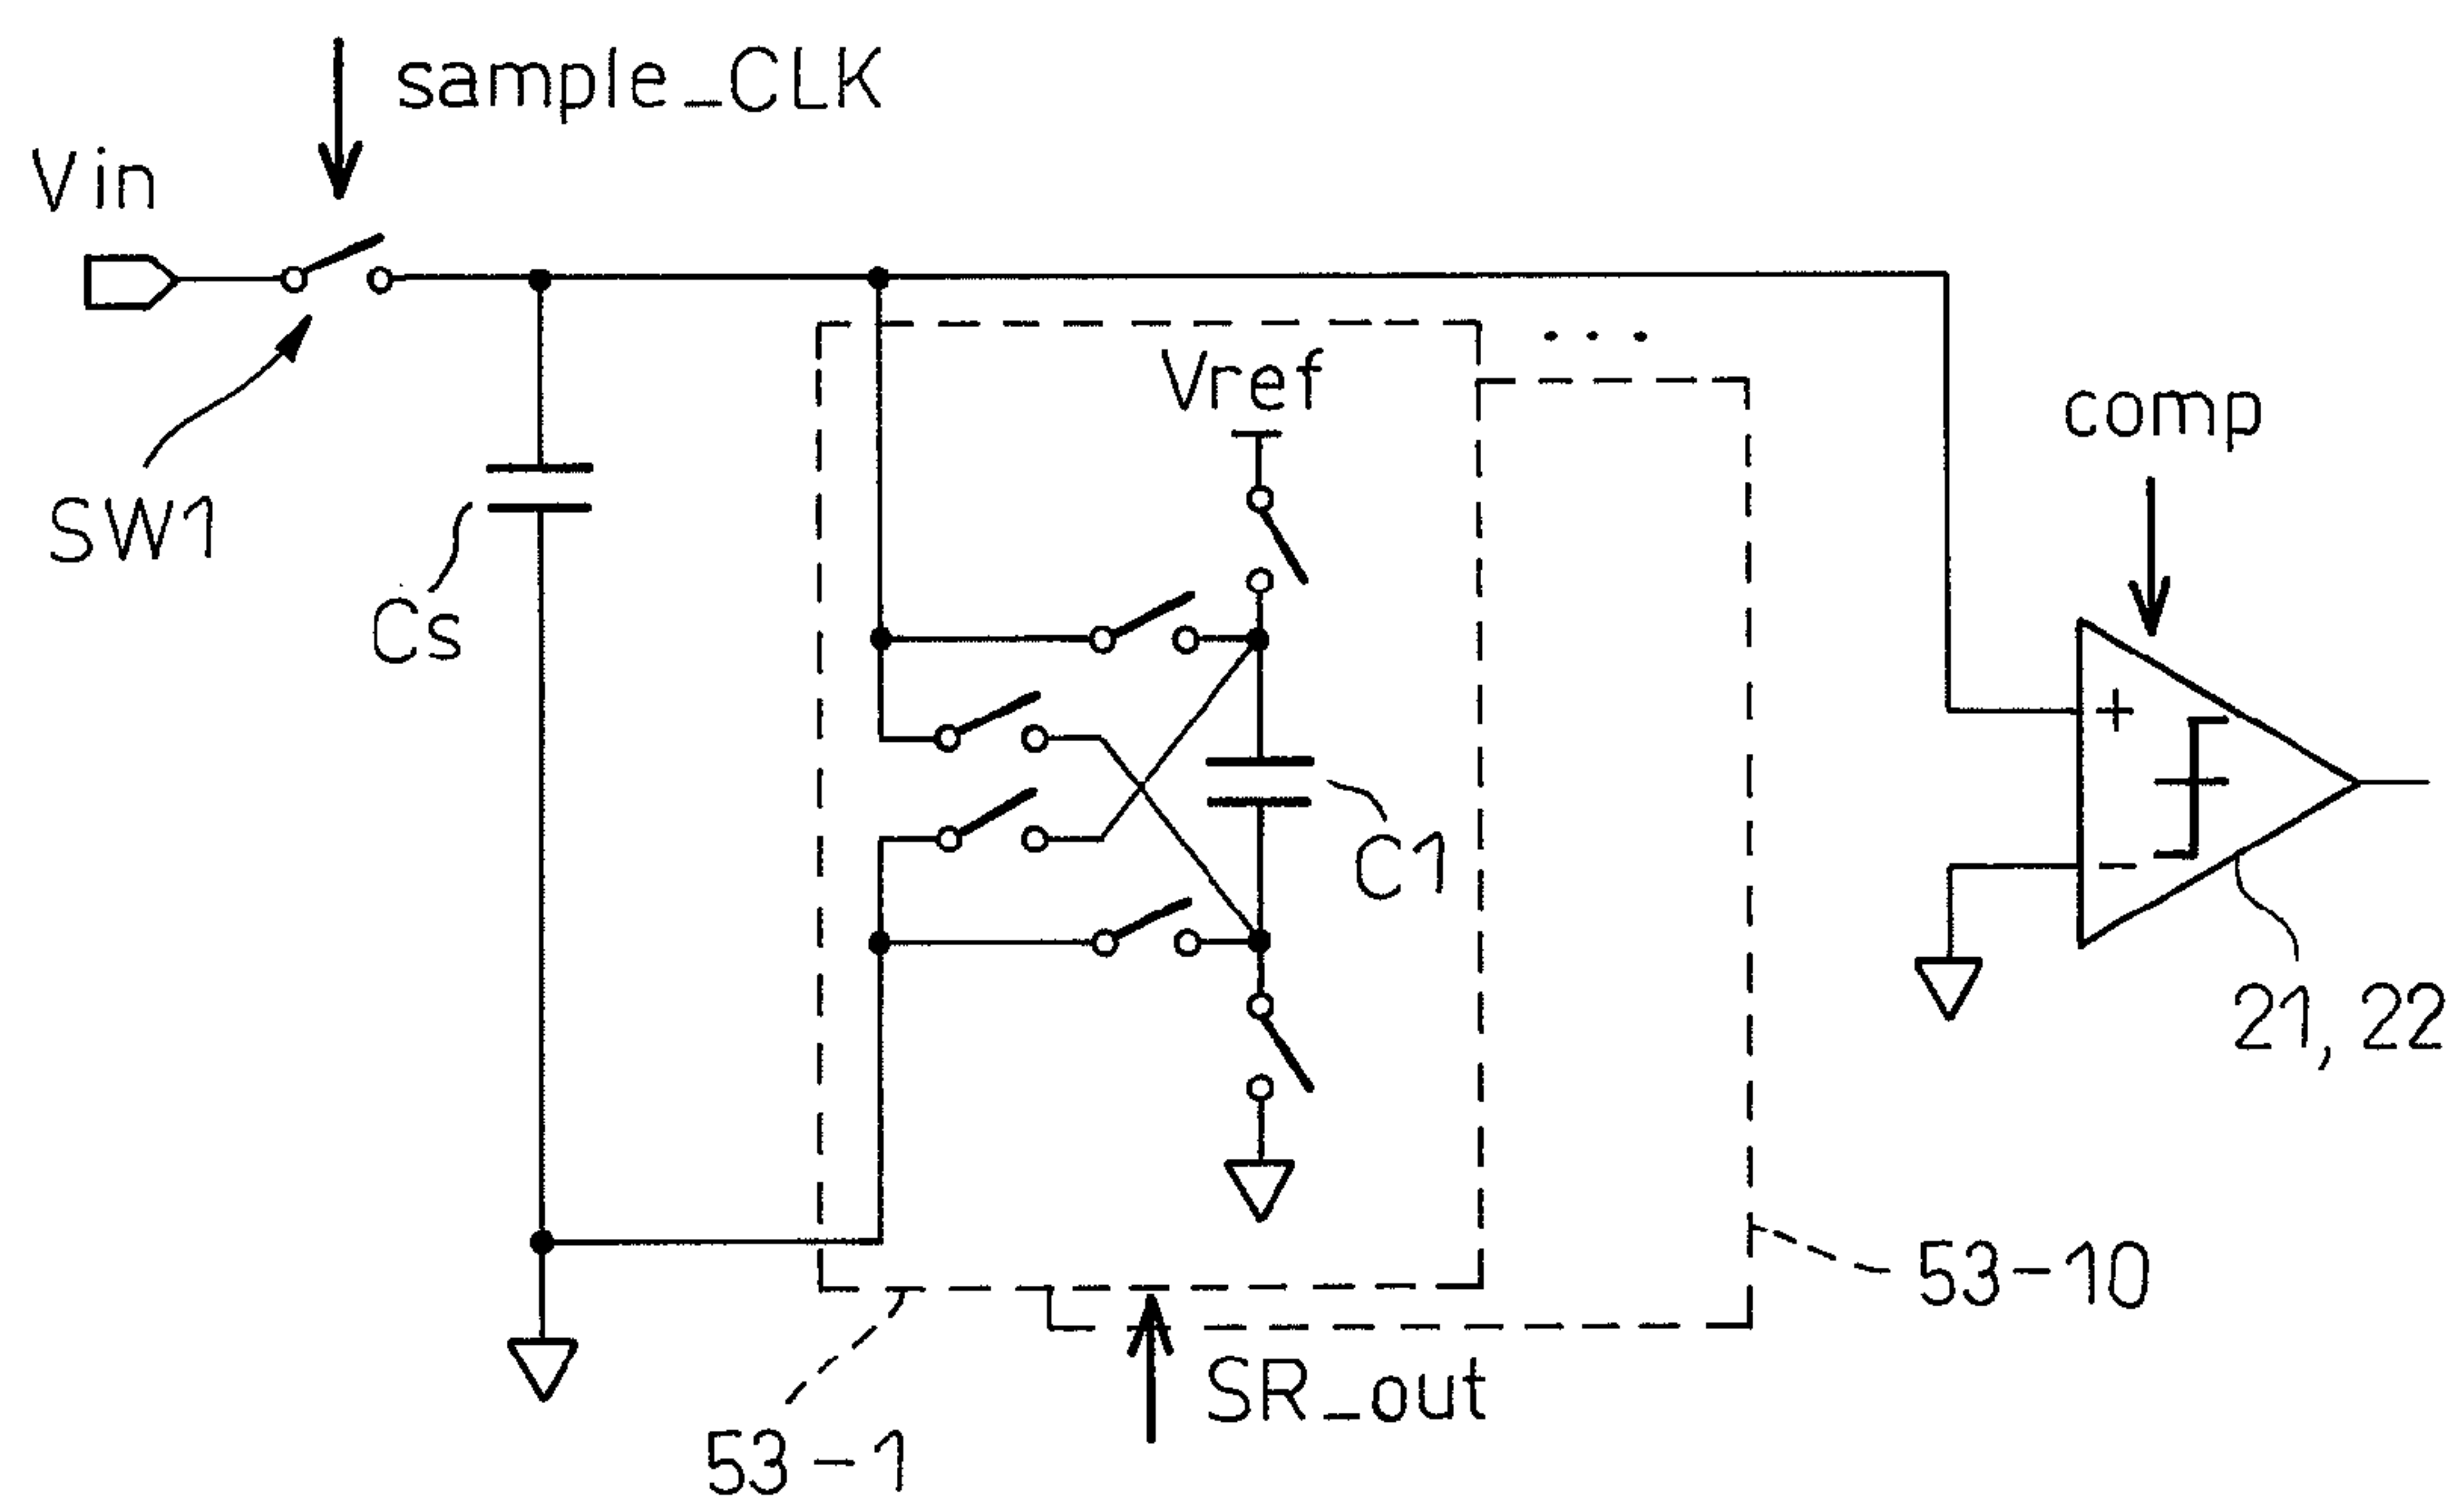 sample_CLK
Vin
SW1
Cs
Vref
. . .
comp
C1
+
−
21, 22
53-10
SR_out
53-1